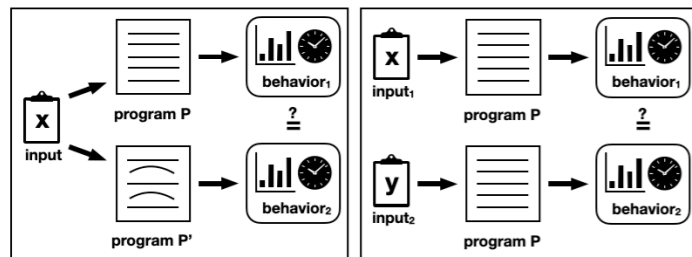 x
input
program P
behavior₁
?
=
program P'
behavior₂
x
input₁
program P
behavior₁
?
=
y
input₂
program P
behavior₂